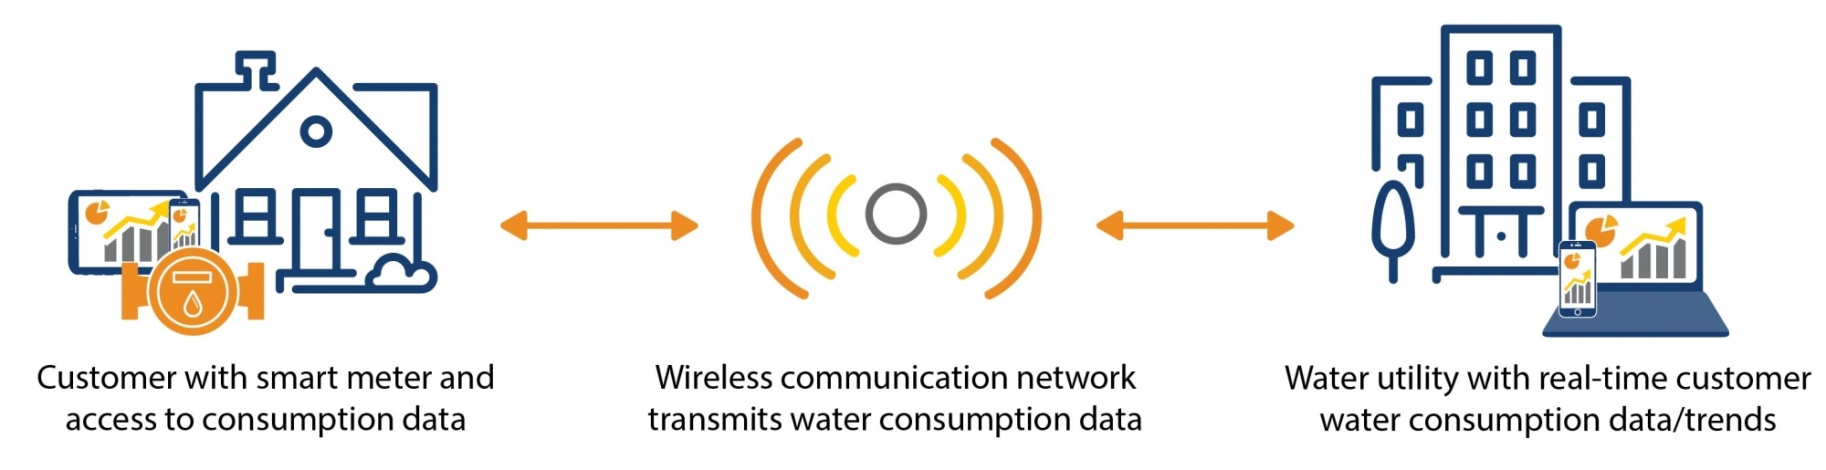 Customer with smart meter and
access to consumption data
Wireless communication network
transmits water consumption data
Water utility with real-time customer
water consumption data/trends